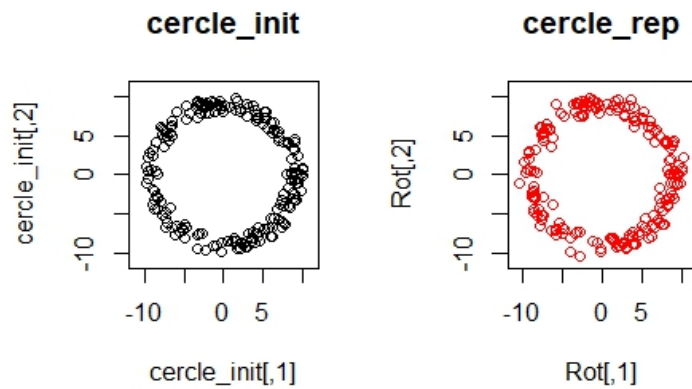 cercle_init
cercle_init[,2]
5
0
-10
-10
0
5
cercle_init[,1]
cercle_rep
Rot[,2]
5
0
-10
-10
0
5
Rot[,1]